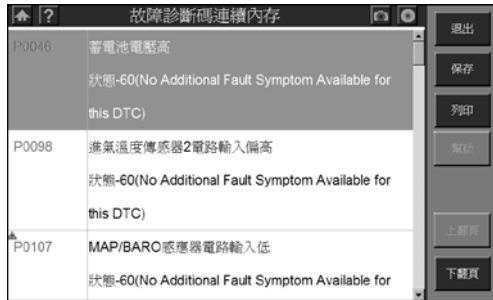 ? 故障診斷碼連續內存
退出
P0046 蓄電池電壓高
狀態-60(No Additional Fault Symptom Available for
this DTC)
保存
列印
P0098 進氣溫度傳感器2電路輸入偏高
狀態-60(No Additional Fault Symptom Available for
this DTC)
幫助
P0107 MAP/BARO感應器電路輸入低
狀態-60(No Additional Fault Symptom Available for
上翻頁
下翻頁